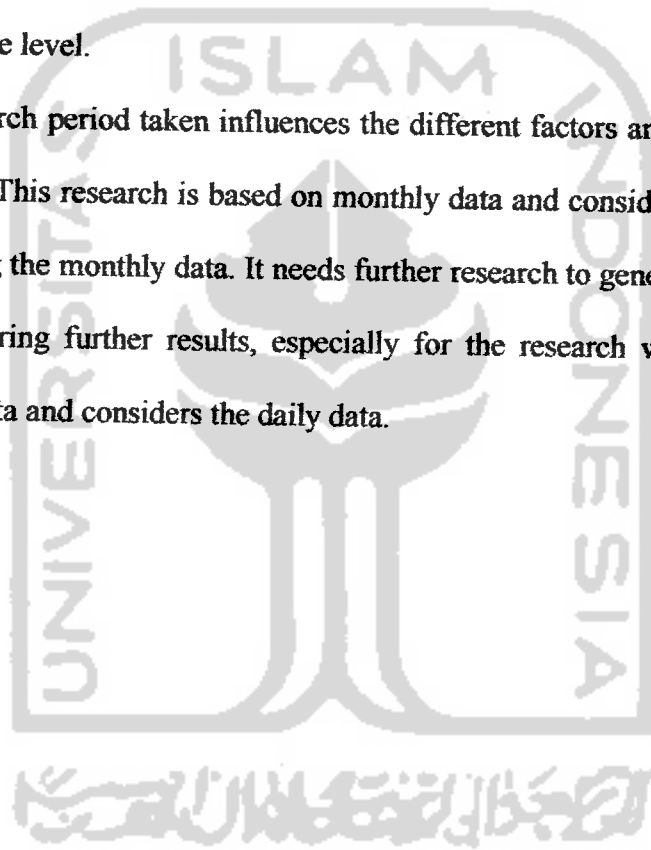 e level.
rch period taken influences the different factors ar
This research is based on monthly data and consid
the monthly data. It needs further research to gene
ring further results, especially for the research v
ta and considers the daily data.
ISLAM
UNIVERSITAS
INDONESIA